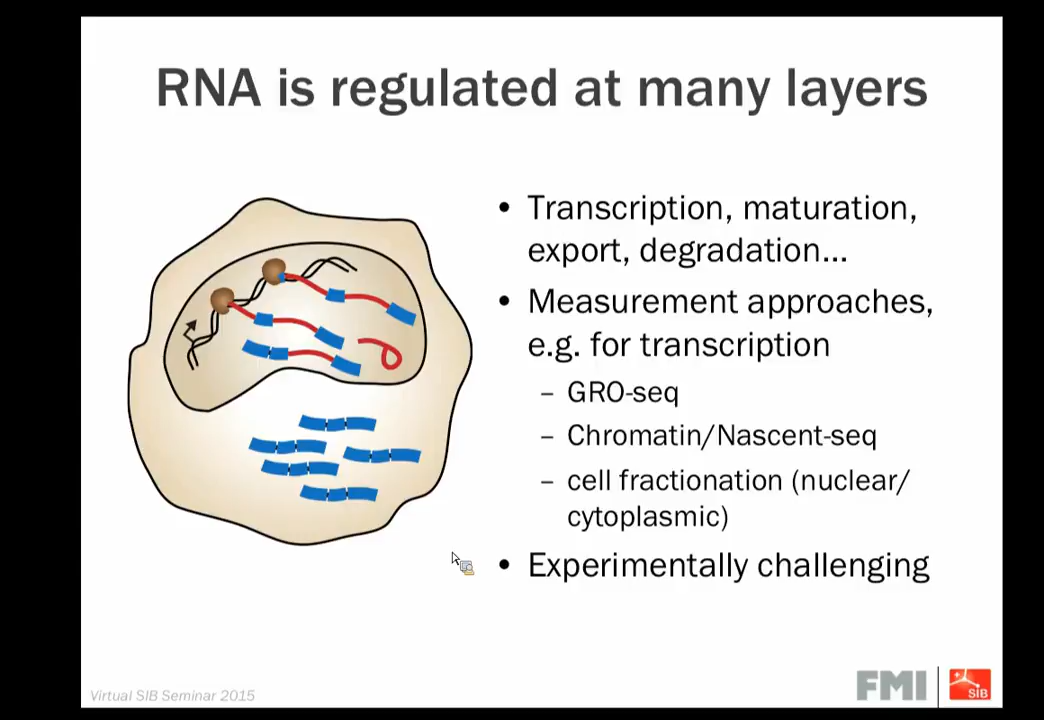 RNA is regulated at many layers
• Transcription, maturation,
export, degradation...
• Measurement approaches,
e.g. for transcription
– GRO-seq
– Chromatin/Nascent-seq
– cell fractionation (nuclear/
cytoplasmic)
• Experimentally challenging
Virtual SIB Seminar 2015
FMI
SIB